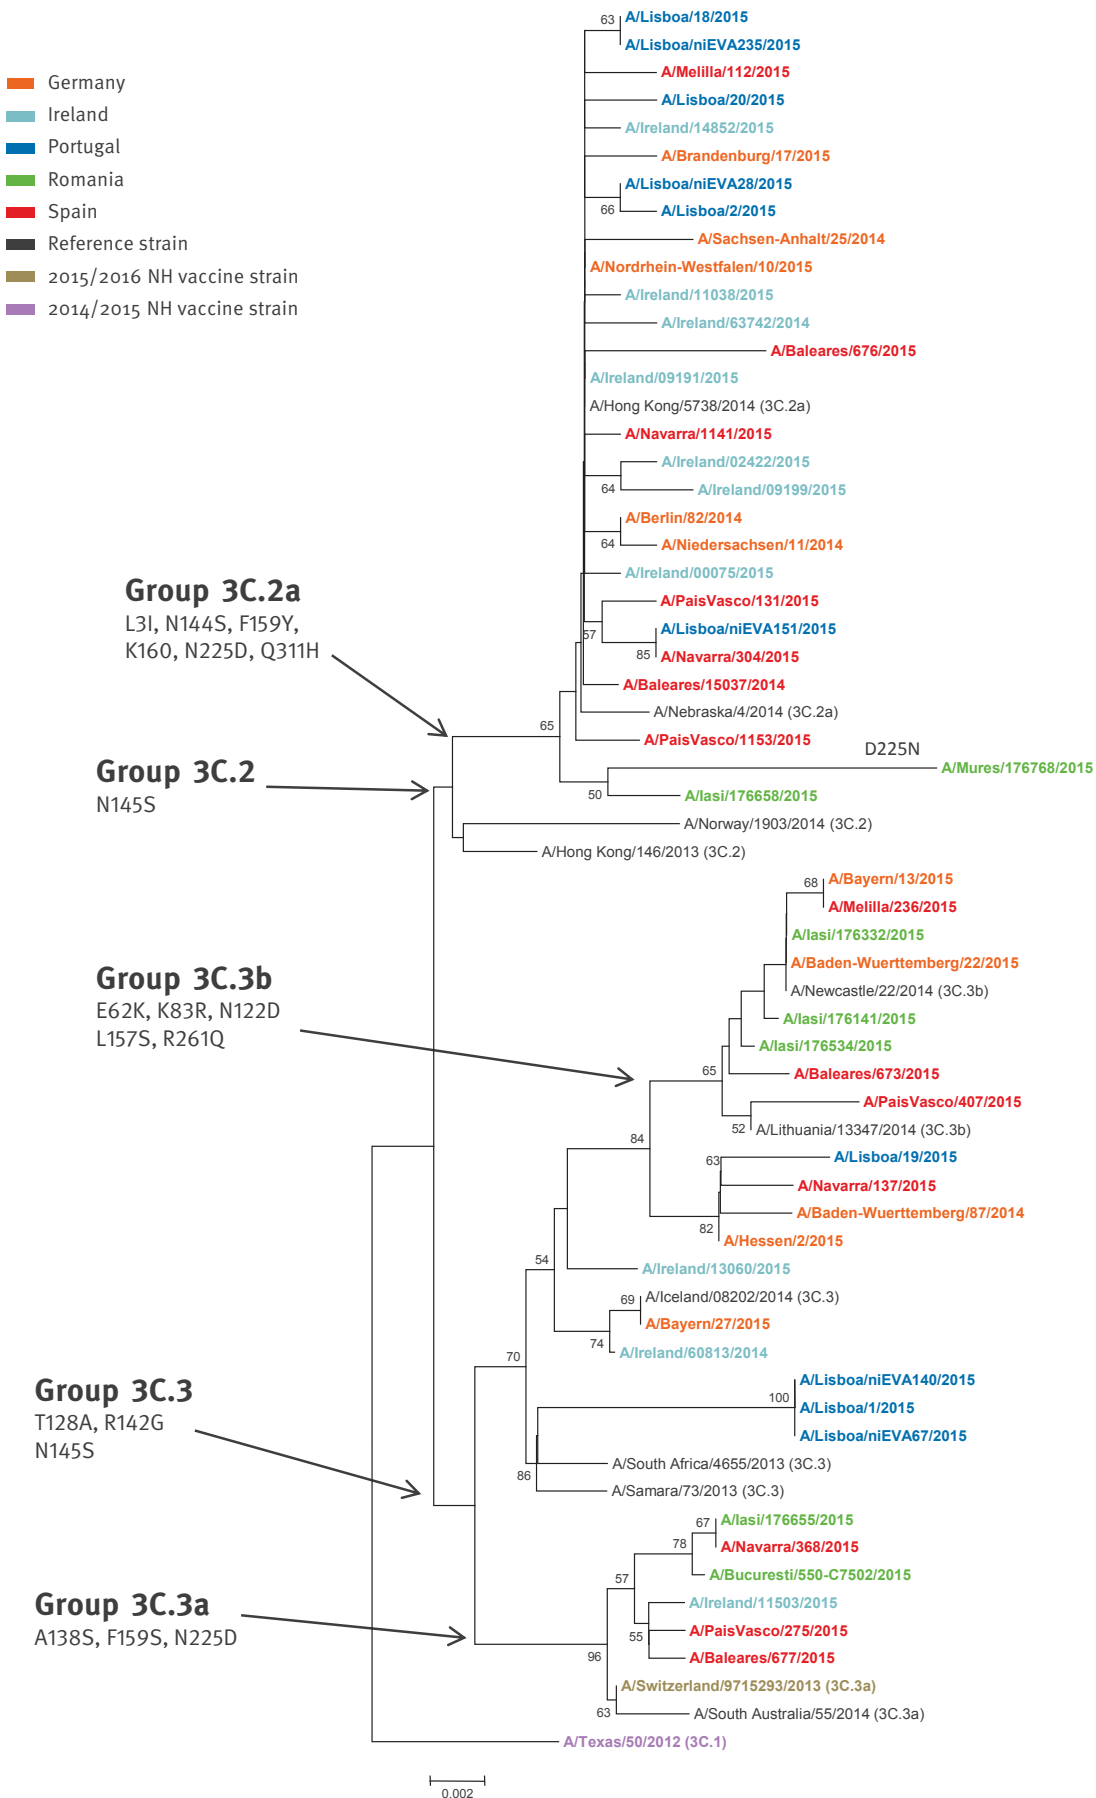 Germany
Ireland
Portugal
Romania
Spain
Reference strain
2015/2016 NH vaccine strain
2014/2015 NH vaccine strain
63
A/Lisboa/18/2015
A/Lisboa/niEVA235/2015
A/Melilla/112/2015
A/Lisboa/20/2015
A/Ireland/14852/2015
A/Brandenburg/17/2015
A/Lisboa/niEVA28/2015
66
A/Lisboa/2/2015
A/Sachsen-Anhalt/25/2014
A/Nordrhein-Westfalen/10/2015
A/Ireland/11038/2015
A/Ireland/63742/2014
A/Baleares/676/2015
A/Ireland/09191/2015
A/Hong Kong/5738/2014 (3C.2a)
A/Navarra/1141/2015
A/Ireland/02422/2015
64
A/Ireland/09199/2015
A/Berlin/82/2014
64
A/Niedersachsen/11/2014
A/Ireland/00075/2015
A/PaisVasco/131/2015
57
A/Lisboa/niEVA151/2015
85
A/Navarra/304/2015
A/Baleares/15037/2014
A/Nebraska/4/2014 (3C.2a)
65
A/PaisVasco/1153/2015
D225N
A/Mures/176768/2015
50
A/Iasi/176658/2015
A/Norway/1903/2014 (3C.2)
A/Hong Kong/146/2013 (3C.2)
Group 3C.2a
L3I, N144S, F159Y,
K160, N225D, Q311H
Group 3C.2
N145S
68
A/Bayern/13/2015
A/Melilla/236/2015
A/Iasi/176332/2015
A/Baden-Wuerttemberg/22/2015
A/Newcastle/22/2014 (3C.3b)
A/Iasi/176141/2015
A/Iasi/176534/2015
65
A/Baleares/673/2015
A/PaisVasco/407/2015
52
A/Lithuania/13347/2014 (3C.3b)
84
63
A/Lisboa/19/2015
A/Navarra/137/2015
A/Baden-Wuerttemberg/87/2014
82
A/Hessen/2/2015
Group 3C.3b
E62K, K83R, N122D
L157S, R261Q
54
A/Ireland/13060/2015
69
A/Iceland/08202/2014 (3C.3)
A/Bayern/27/2015
74
A/Ireland/60813/2014
70
A/Lisboa/niEVA140/2015
100
A/Lisboa/1/2015
A/Lisboa/niEVA67/2015
A/South Africa/4655/2013 (3C.3)
86
A/Samara/73/2013 (3C.3)
Group 3C.3
T128A, R142G
N145S
67
A/Iasi/176655/2015
78
A/Navarra/368/2015
A/Bucuresti/550-C7502/2015
57
A/Ireland/11503/2015
A/PaisVasco/275/2015
55
A/Baleares/677/2015
96
A/Switzerland/9715293/2013 (3C.3a)
63
A/South Australia/55/2014 (3C.3a)
Group 3C.3a
A138S, F159S, N225D
A/Texas/50/2012 (3C.1)
0.002